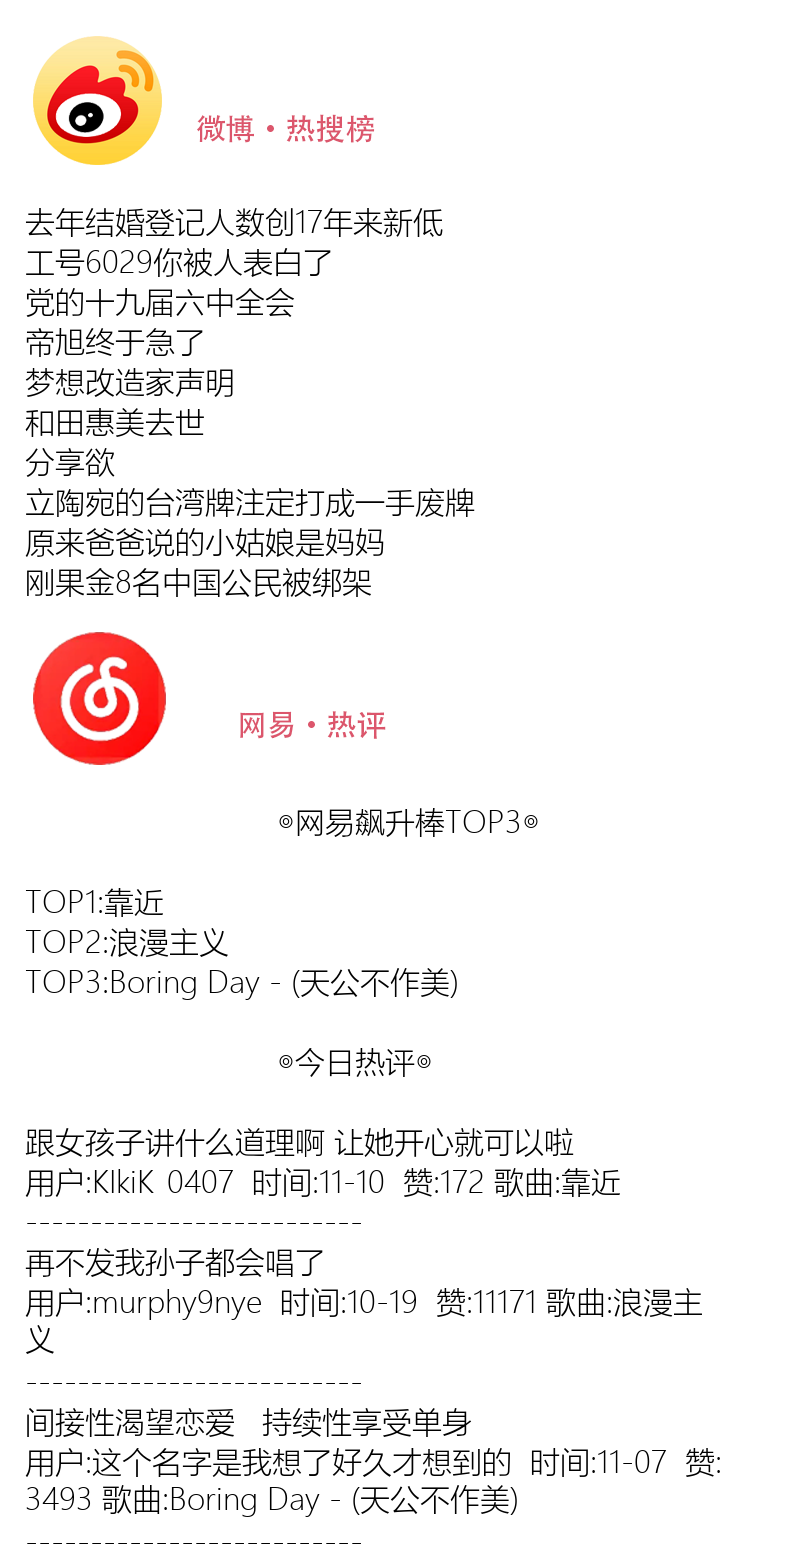 微博·热搜榜
去年结婚登记人数创17年来新低
工号6029你被人表白了
党的十九届六中全会
帝旭终于急了
梦想改造家声明
和田惠美去世
分享欲
立陶宛的台湾牌注定打成一手废牌
原来爸爸说的小姑娘是妈妈
刚果金8名中国公民被绑架
网易·热评
◎网易飙升棒TOP3◎
TOP1:靠近
TOP2:浪漫主义
TOP3:Boring Day - (天公不作美)
◎今日热评◎
跟女孩子讲什么道理啊 让她开心就可以啦
用户:KIkiK 0407  时间:11-10  赞:172 歌曲:靠近
--------------------------
再不发我孙子都会唱了
用户:murphy9nye  时间:10-19  赞:11171 歌曲:浪漫主
义
--------------------------
间接性渴望恋爱   持续性享受单身
用户:这个名字是我想了好久才想到的  时间:11-07  赞:
3493 歌曲:Boring Day - (天公不作美)
--------------------------